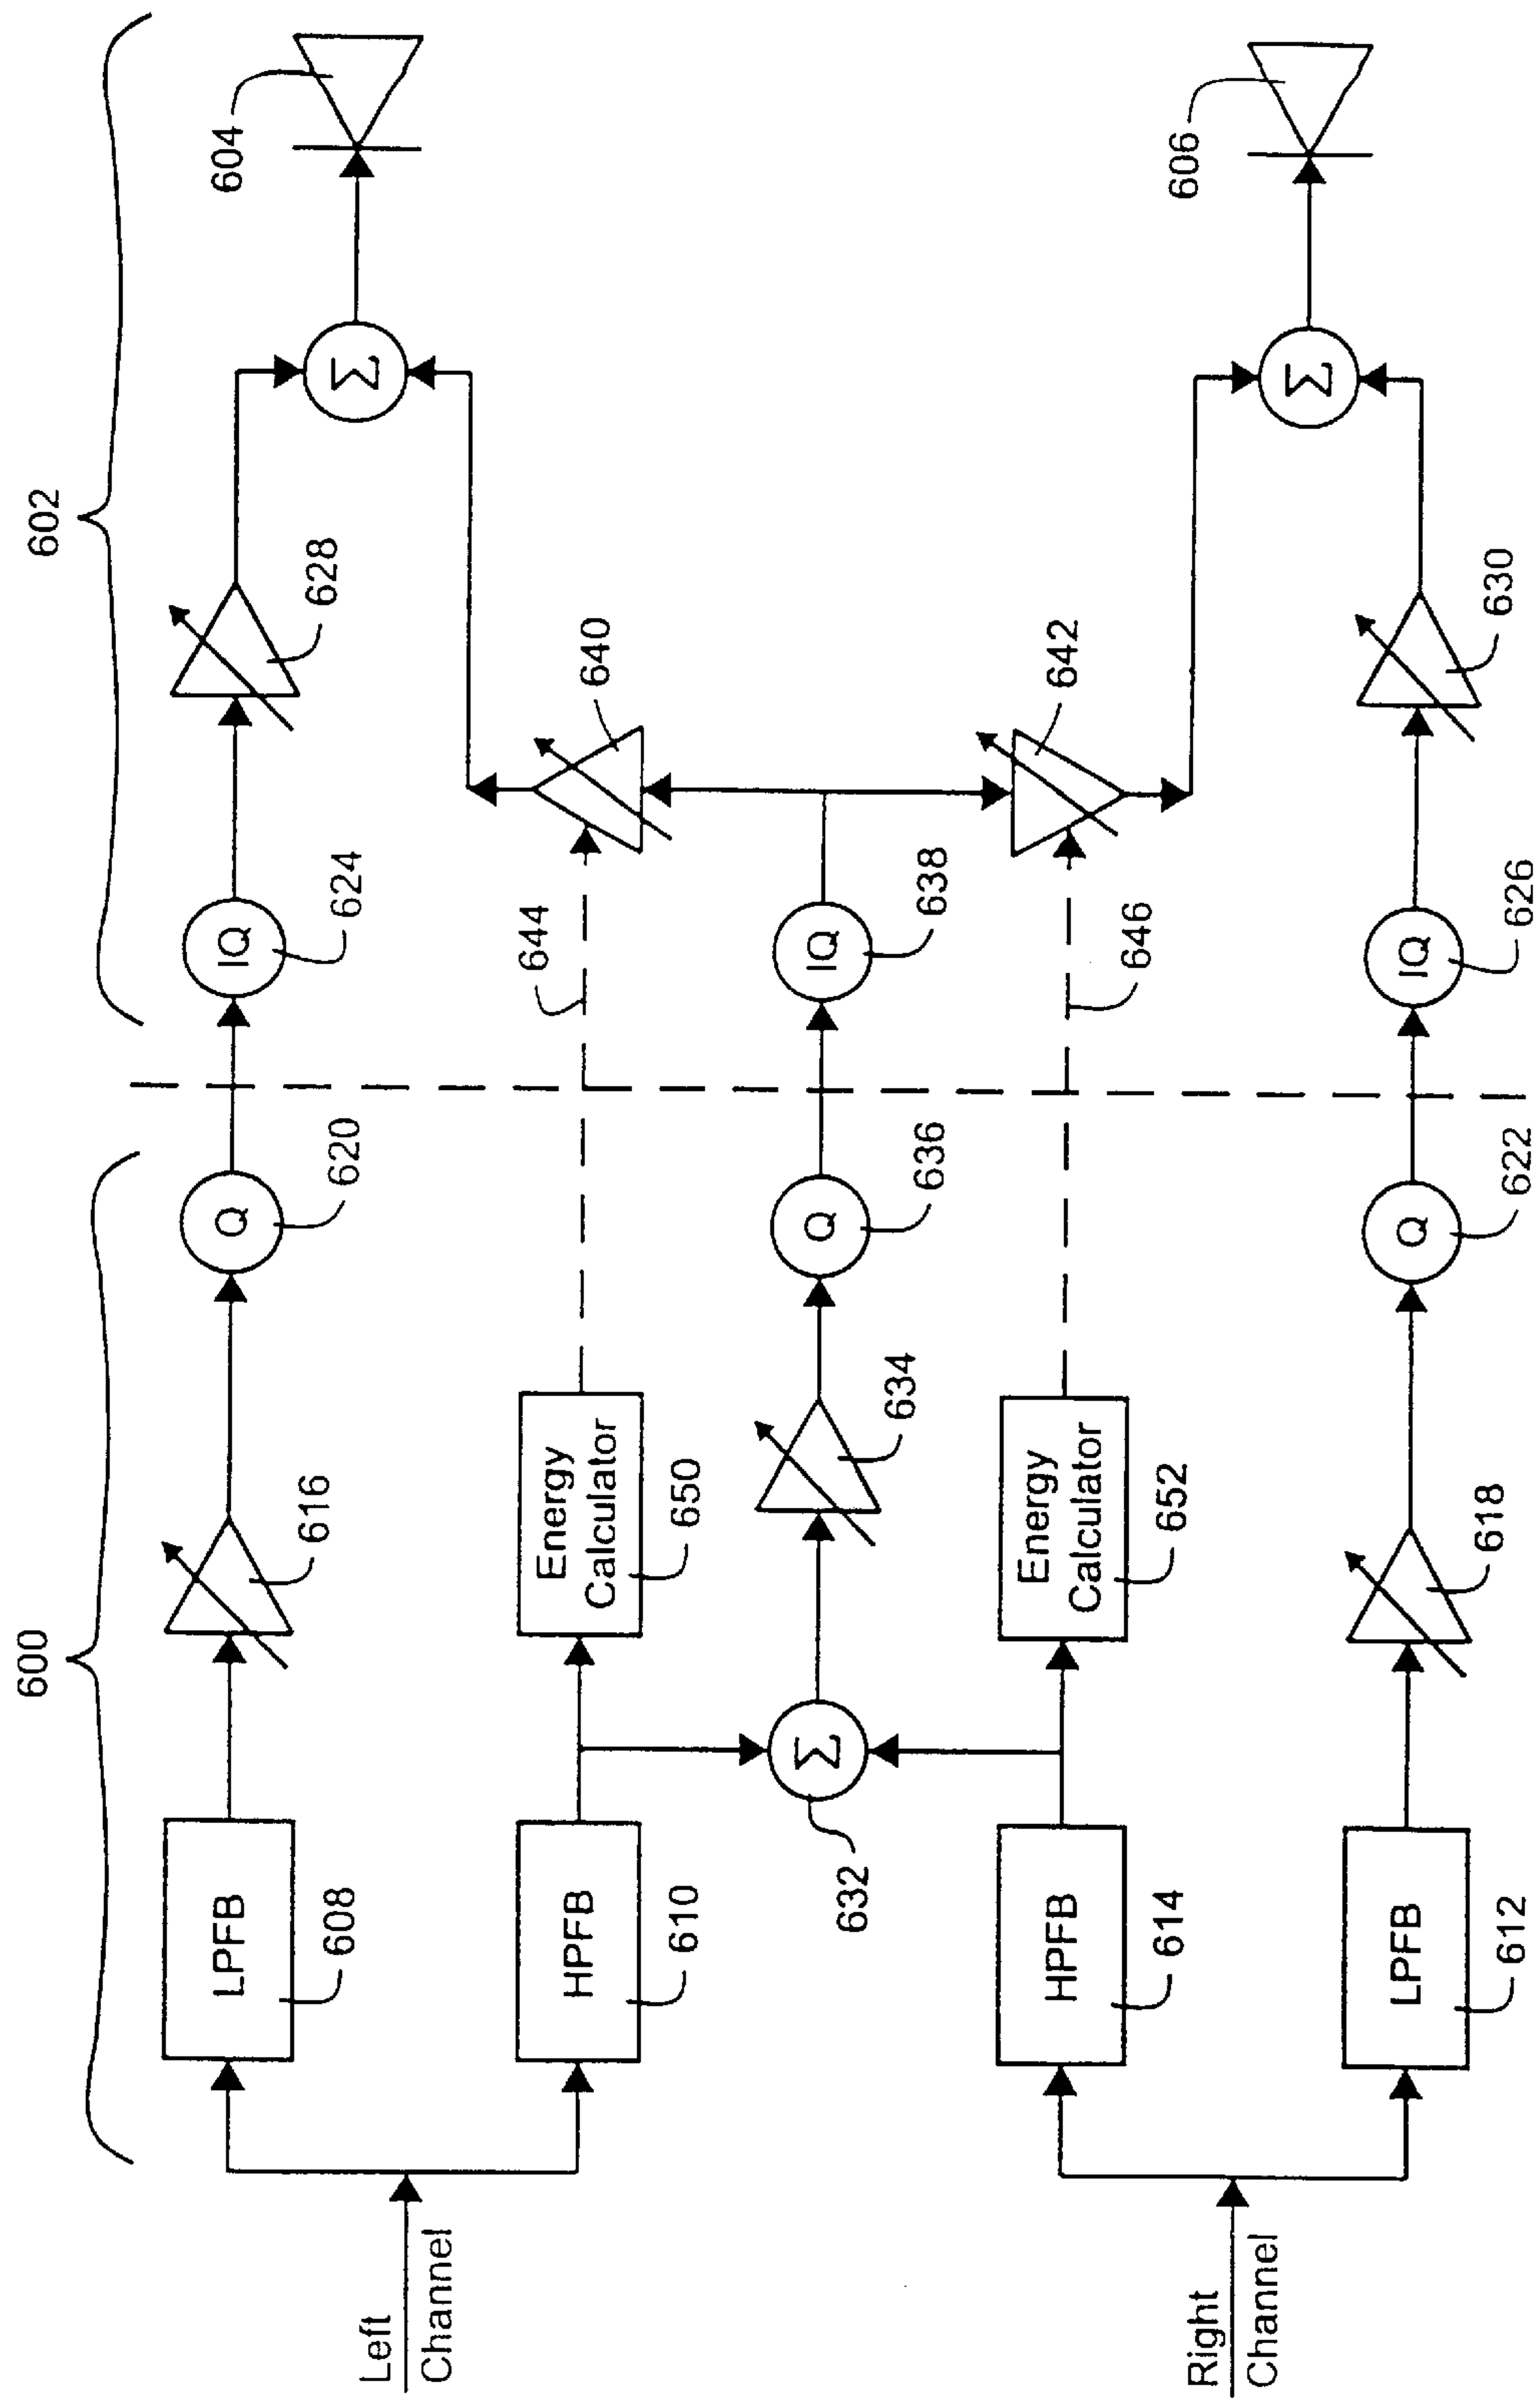 600
602
Left
Channel
LPFB
608
616
Q
620
IQ
624
628
Σ
604
HPFB
610
Energy
Calculator
650
644
640
Σ
632
634
Q
636
IQ
638
HPFB
614
Energy
Calculator
652
646
642
Right
Channel
LPFB
612
618
Q
622
IQ
626
630
Σ
606